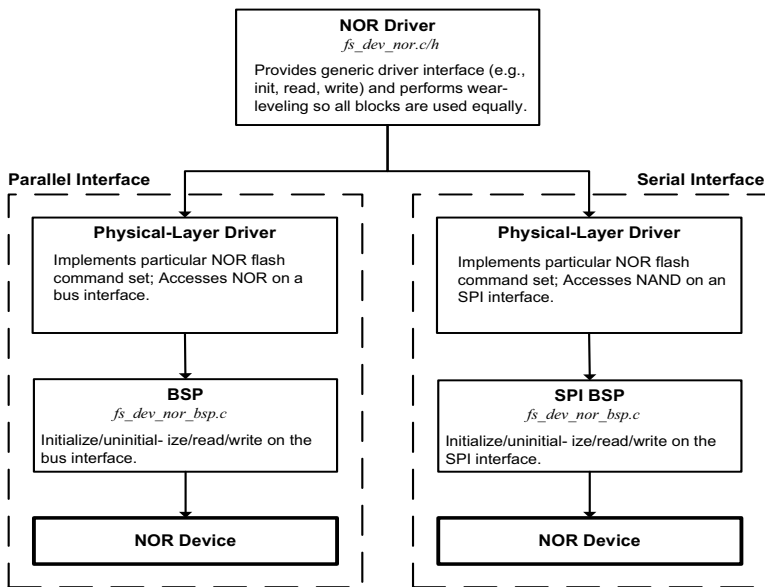 NOR Driver
fs_dev_nor.c/h
Provides generic driver interface (e.g.,
init, read, write) and performs wear-
leveling so all blocks are used equally.
Parallel Interface
Physical-Layer Driver
Implements particular NOR flash
command set; Accesses NOR on a
bus interface.
BSP
fs_dev_nor_bsp.c
Initialize/uninitial- ize/read/write on the
bus interface.
NOR Device
Serial Interface
Physical-Layer Driver
Implements particular NOR flash
command set; Accesses NAND on an
SPI interface.
SPI BSP
fs_dev_nor_bsp.c
Initialize/uninitial- ize/read/write on the
SPI interface.
NOR Device